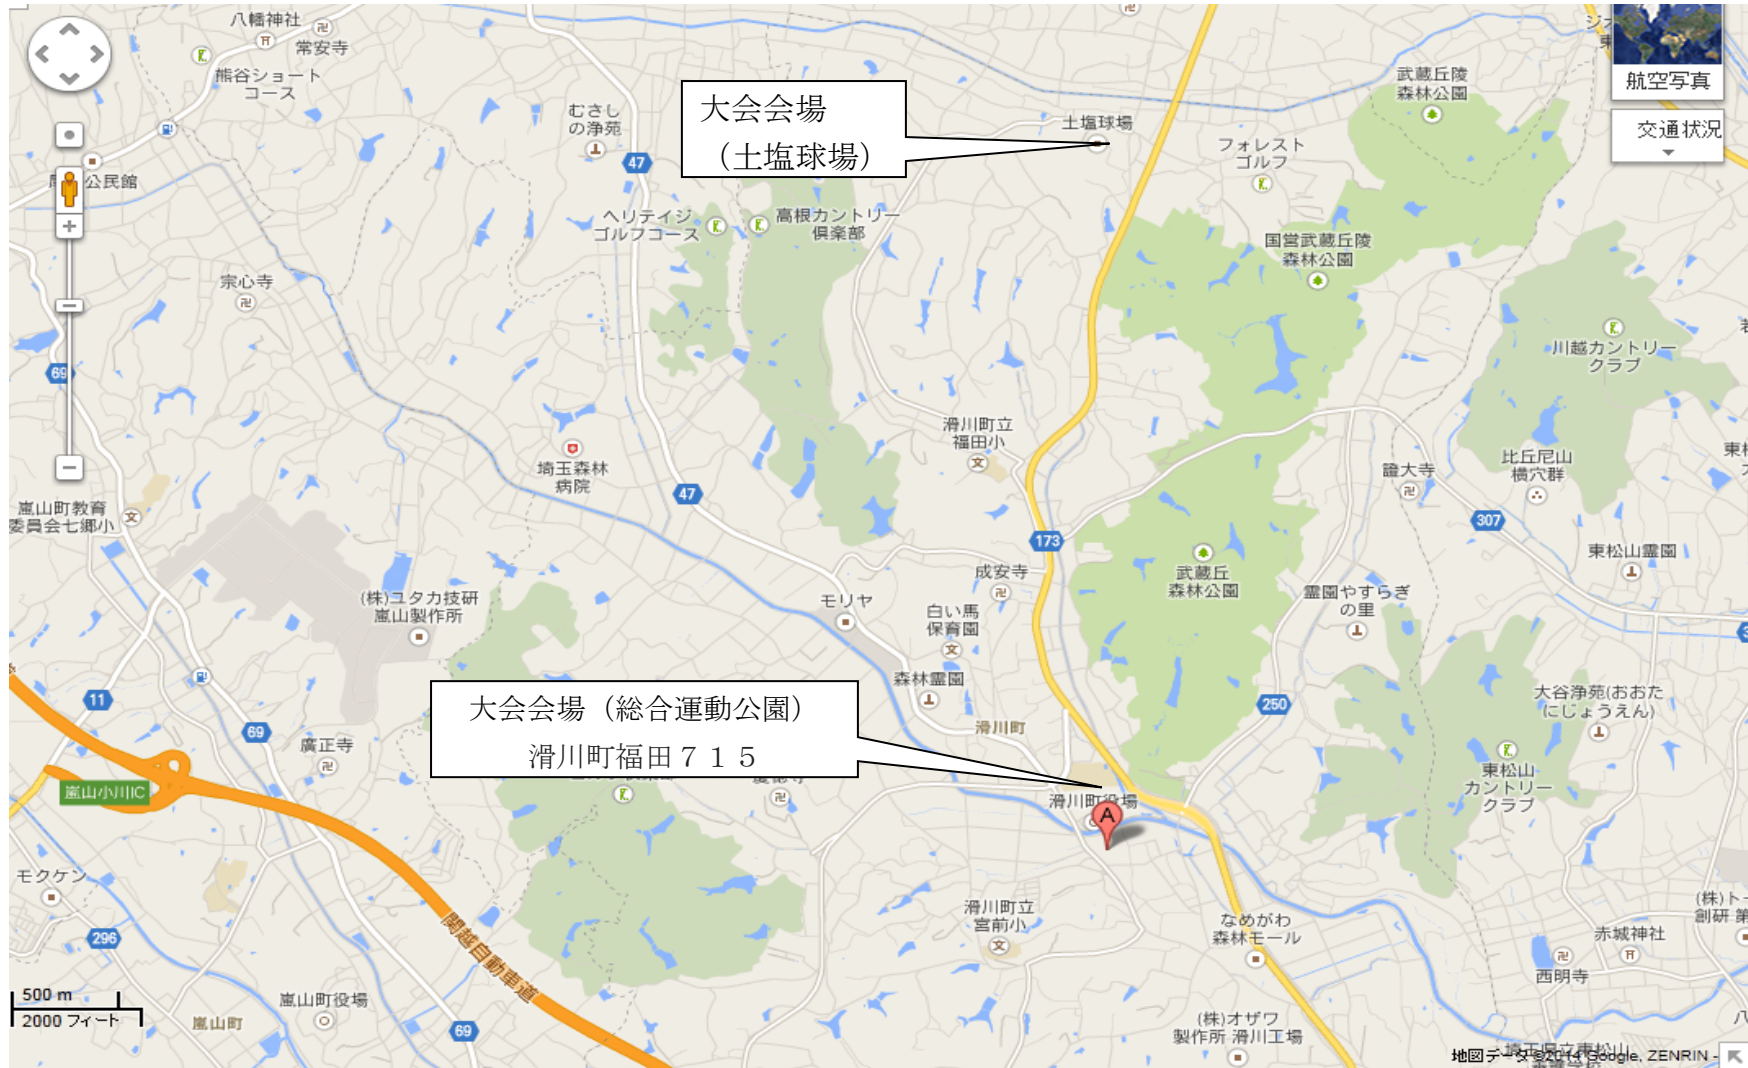 八幡神社
常安寺
熊谷ショート
コース
むさし
の浄苑
大会会場
（土塩球場）
土塩球場
フォレスト
ゴルフ
武蔵丘陵
森林公園
航空写真
交通状況
公民館
47
ヘリテイジ
ゴルフコース
高根カントリー
倶楽部
国営武蔵丘陵
森林公園
宗心寺
川越カントリー
クラブ
69
滑川町立
福田小
埼玉森林
病院
47
證大寺
比丘尼山
横穴群
嵐山町教育
委員会七郷小
307
173
東松山霊園
成安寺
武蔵丘
森林公園
霊園やすらぎ
の里
(株)ユタカ技研
嵐山製作所
モリヤ
白い馬
保育園
森林霊園
11
69
大会会場（総合運動公園）
滑川町福田７１５
滑川町
250
大谷浄苑(おおた
にじょうえん)
廣正寺
嵐山小川IC
東松山
カントリー
クラブ
滑川町役場
A
モクケン
296
関越自動車道
滑川町立
宮前小
なめがわ
森林モール
(株)ト
創研 第
赤城神社
西明寺
500 m
2000 フィート
嵐山町役場
嵐山町
69
(株)オザワ
製作所 滑川工場
地図データ ©2014 Google, ZENRIN -